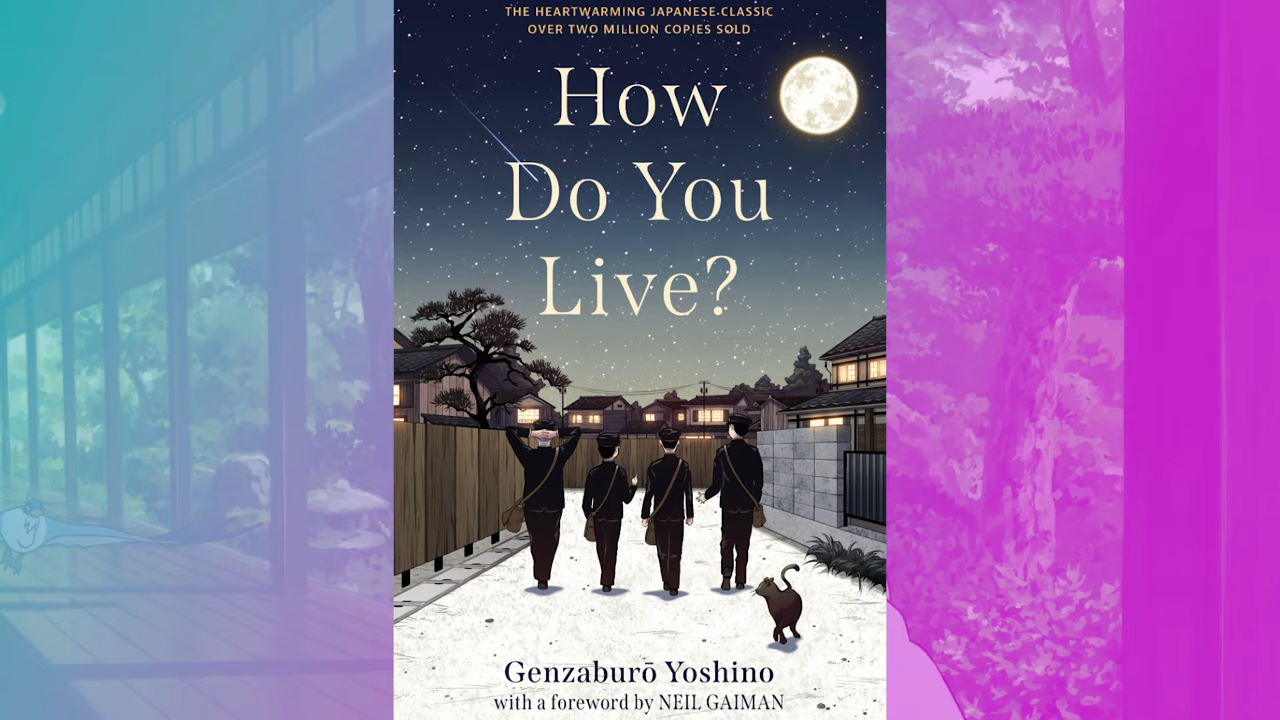 THE HEARTWARMING JAPANESE CLASSIC
OVER TWO MILLION COPIES SOLD
How
Do You
Live?
Genzaburō Yoshino
with a foreword by NEIL GAIMAN